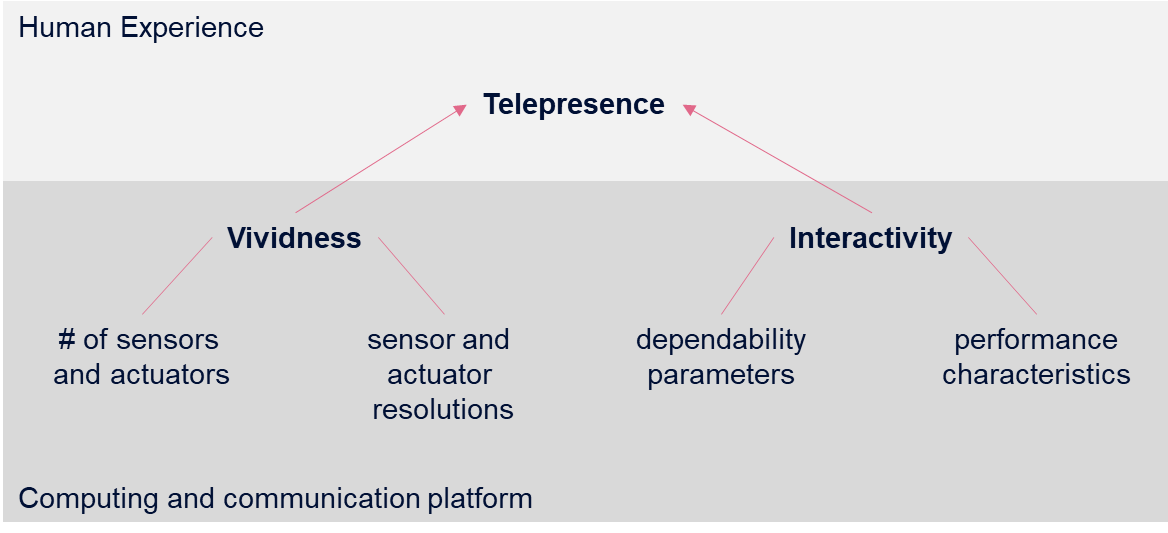 Human Experience
Telepresence
Vividness
Interactivity
# of sensors
and actuators
sensor and
actuator
resolutions
dependability
parameters
performance
characteristics
Computing and communication platform